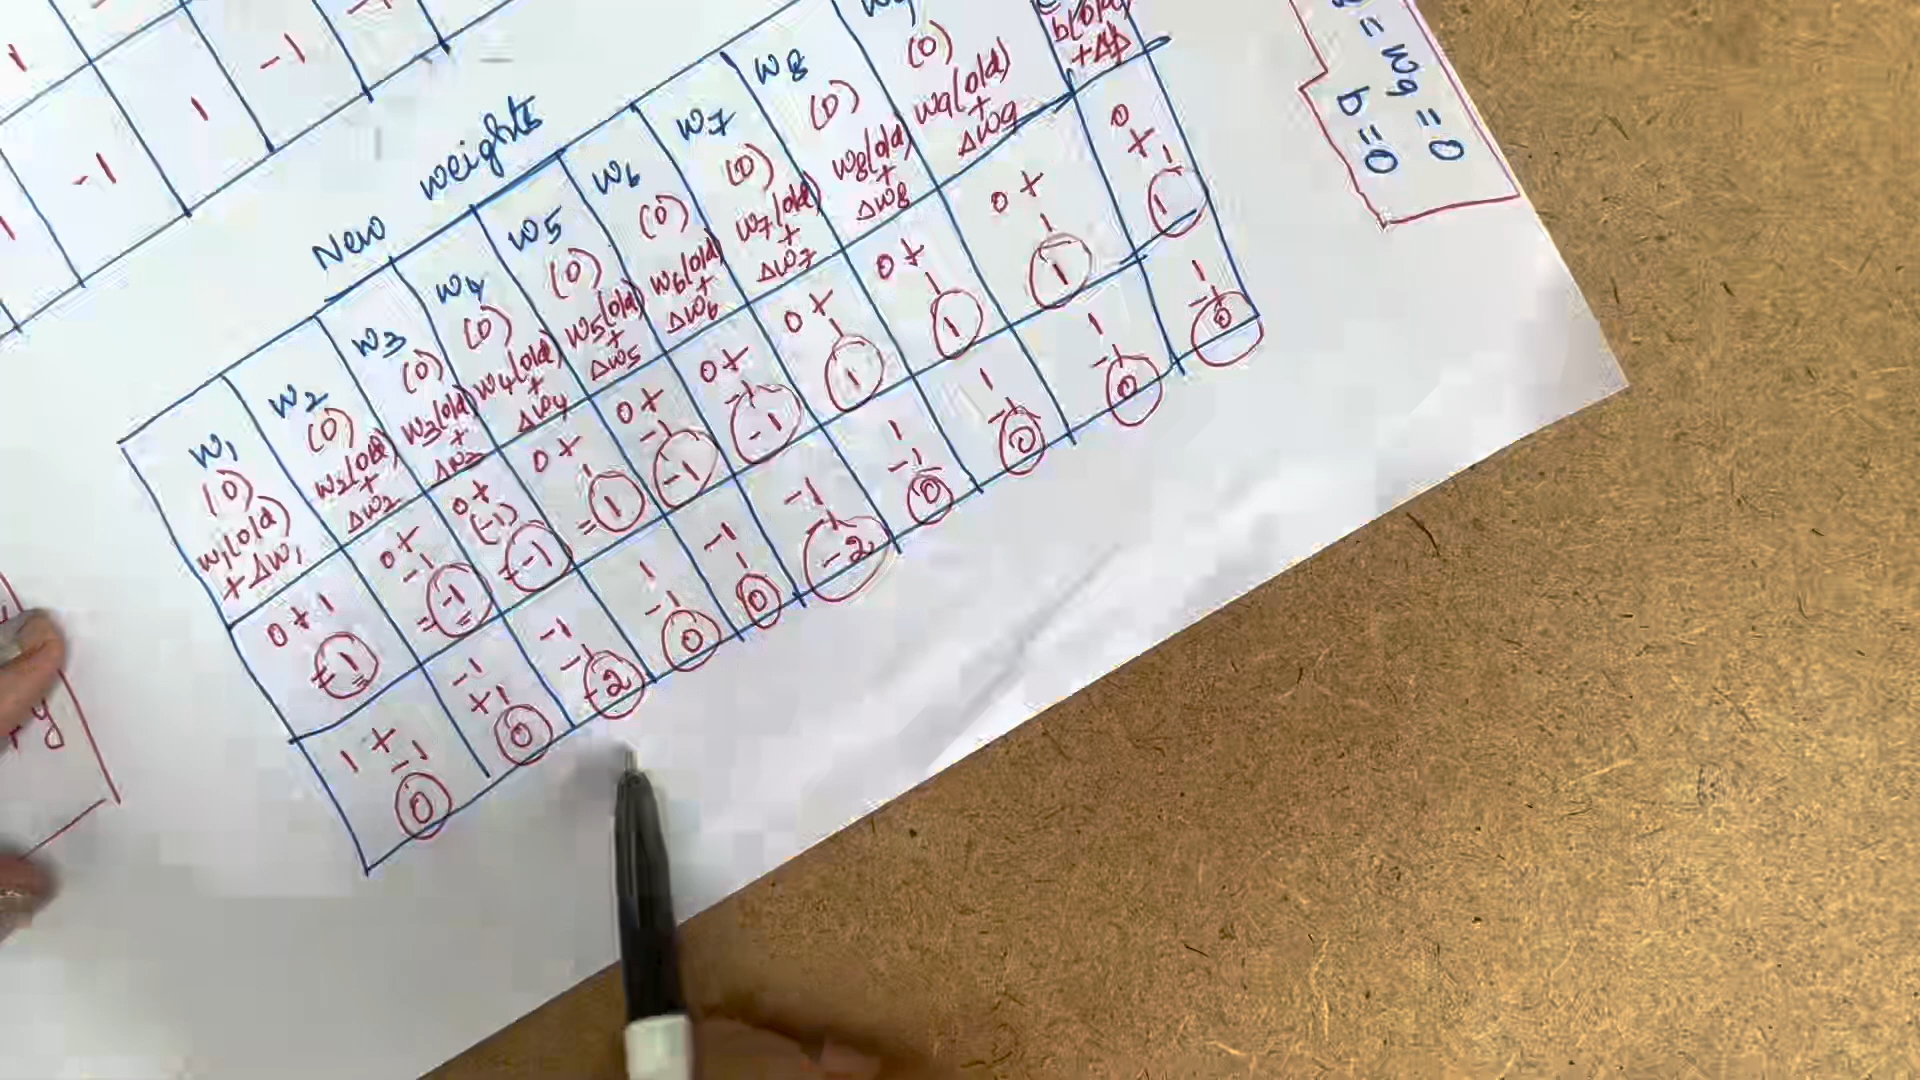 1
-1
1
-1
New weights
w1
(0)
w1(old)
+ Δw1
w2
(0)
w2(old)
+
Δw2
w3
(0)
w3(old)
+
w4
(0)
w4(old)
+
Δw4
w5
(0)
w5(old)
+
Δw5
w6
(0)
w6(old)
+
Δw6
w7
(0)
w7(old)
+
Δw7
w8
(0)
w8(old)
+
Δw8
(0)
w9(old)
+
Δw9
b(old)
0 + 1
= 1
0 +
-1
= -1
0 +
(-1)
= -1
0 +
1
= 1
0 +
-1
-1
0 +
-1
-1
0 +
1
1
0 +
1
1
0 +
1
1
0
+ 1
1
1 + -1
0
-1
+1
0
-1
-1
-2
1
-1
0
-1
1
0
-1
-1
-2
1
-1
0
1
-1
0
1
-1
0
1
-1
0
= w9 = 0
b = 0
y